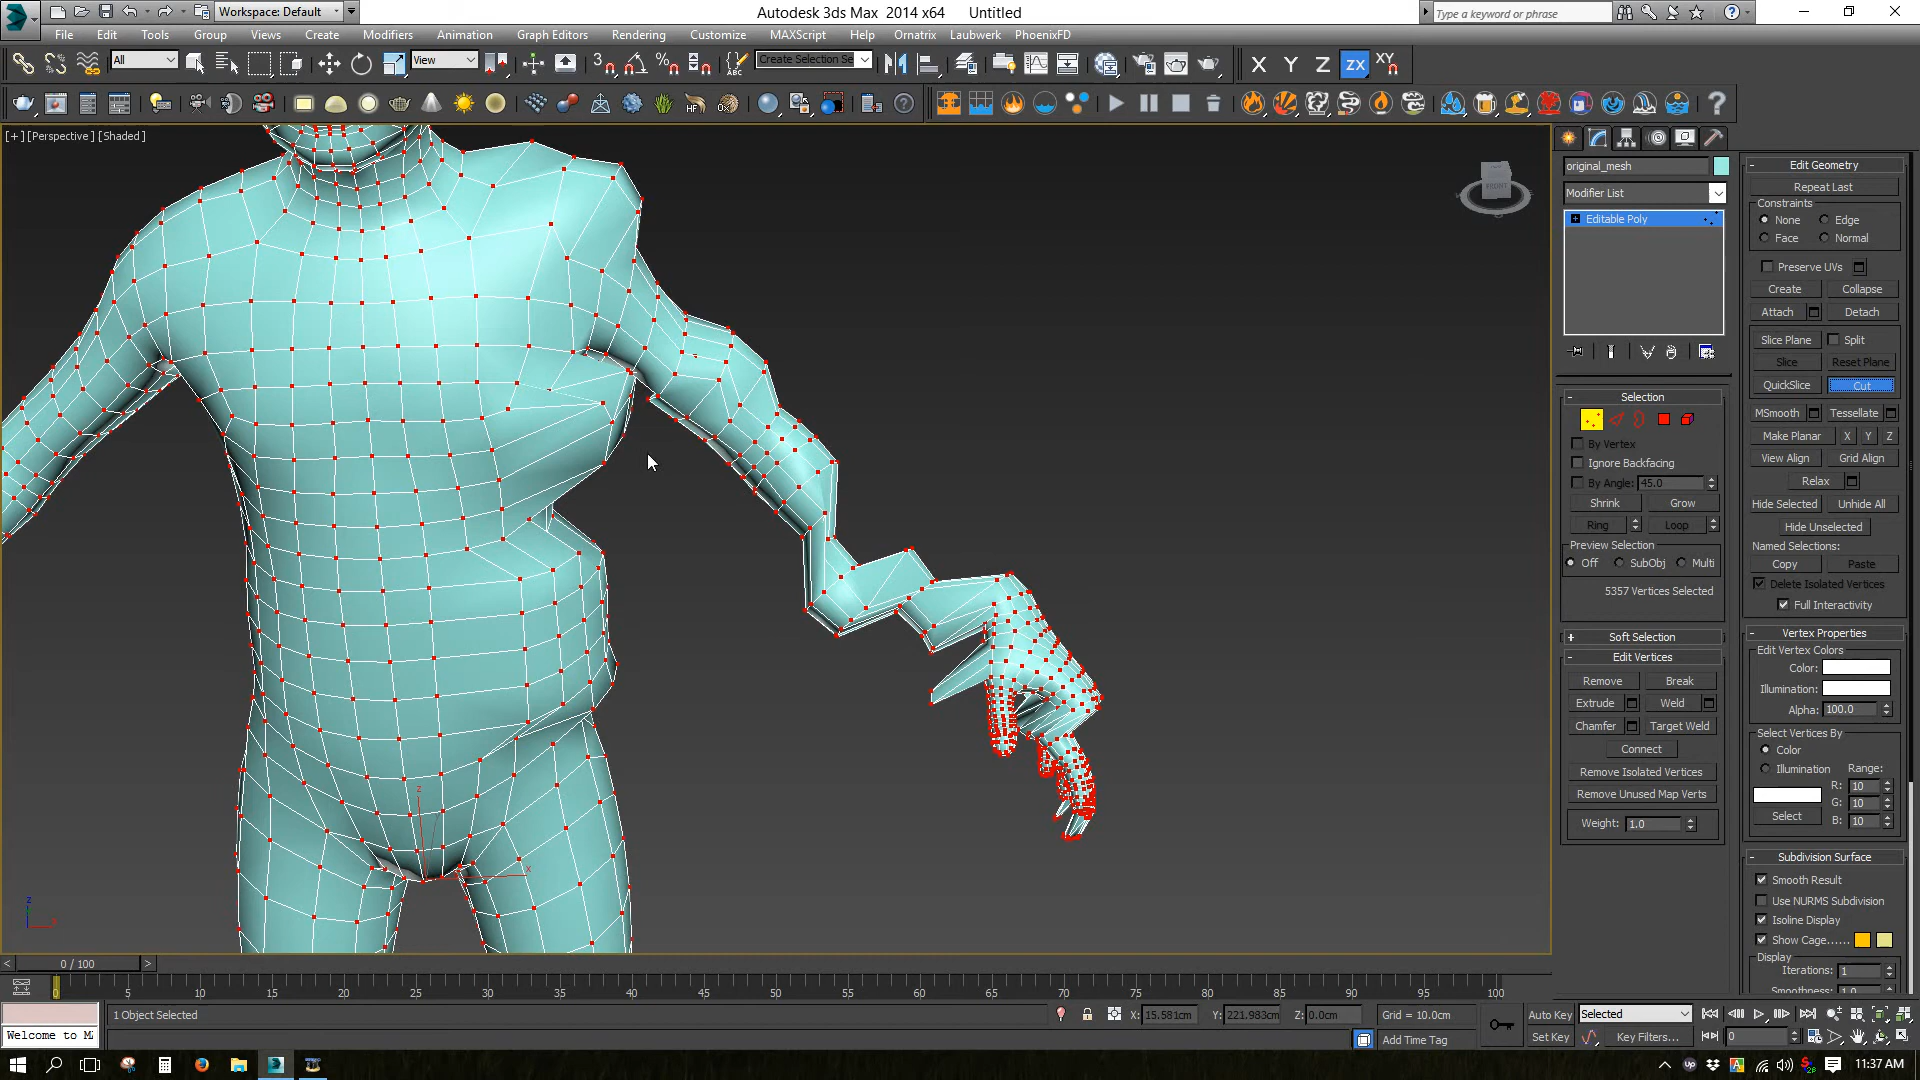 Workspace: Default
Autodesk 3ds Max 2014 x64 Untitled
Type a keyword or phrase
File Edit Tools Group Views Create Modifiers Animation Graph Editors Rendering Customize MAXScript Help Ornatrix Laubwerk PhoenixFD
All View 3 Create Selection Se X Y Z ZX XY
HF
[+] [Perspective] [Shaded]
FRONT
original_mesh
Modifier List
Editable Poly
Selection
By Vertex
Ignore Backfacing
By Angle: 45.0
Shrink Grow
Ring Loop
Preview Selection
Off SubObj Multi
5357 Vertices Selected
Soft Selection
Edit Vertices
Remove Break
Extrude Weld
Chamfer Target Weld
Connect
Remove Isolated Vertices
Remove Unused Map Verts
Weight: 1.0
Edit Geometry
Repeat Last
Constraints
None Edge
Face Normal
Preserve UVs
Create Collapse
Attach Detach
Slice Plane Split
Slice Reset Plane
QuickSlice Cut
MSmooth Tessellate
Make Planar X Y Z
View Align Grid Align
Relax
Hide Selected Unhide All
Hide Unselected
Named Selections:
Copy Paste
Delete Isolated Vertices
Full Interactivity
Vertex Properties
Edit Vertex Colors
Color:
Illumination:
Alpha: 100.0
Select Vertices By
Color
Illumination Range:
R: 10
G: 10
B: 10
Select
Subdivision Surface
Smooth Result
Use NURMS Subdivision
Isoline Display
Show Cage......
Display
Iterations: 1
Smoothness: 1.0
z
x
z
0 / 100
0 5 10 15 20 25 30 35 40 45 50 55 60 65 70 75 80 85 90 95 100
1 Object Selected X: 15.581cm Y: 221.983cm Z: 0.0cm Grid = 10.0cm Auto Key Selected
Welcome to Mi Add Time Tag Set Key Key Filters... 0
11:37 AM